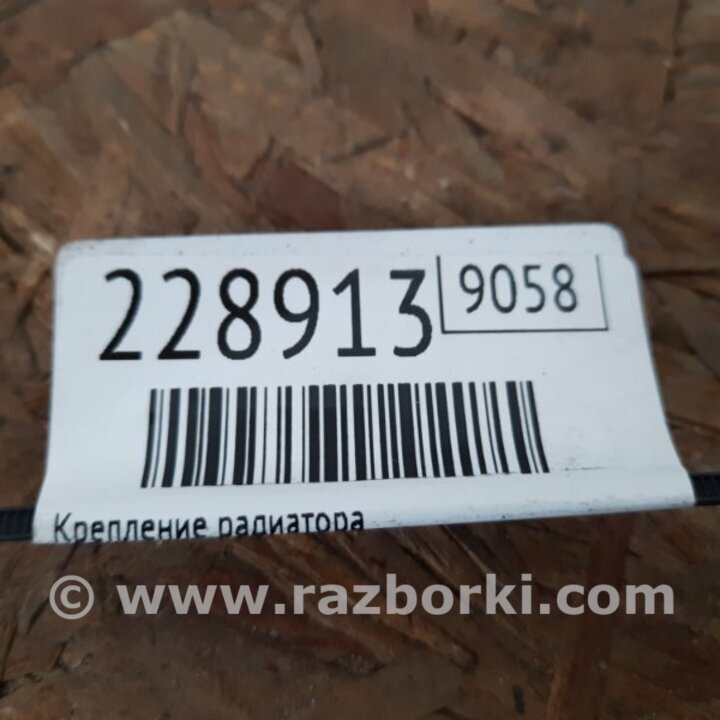 228913 9058
Крепление радиатора
© www.razborki.com